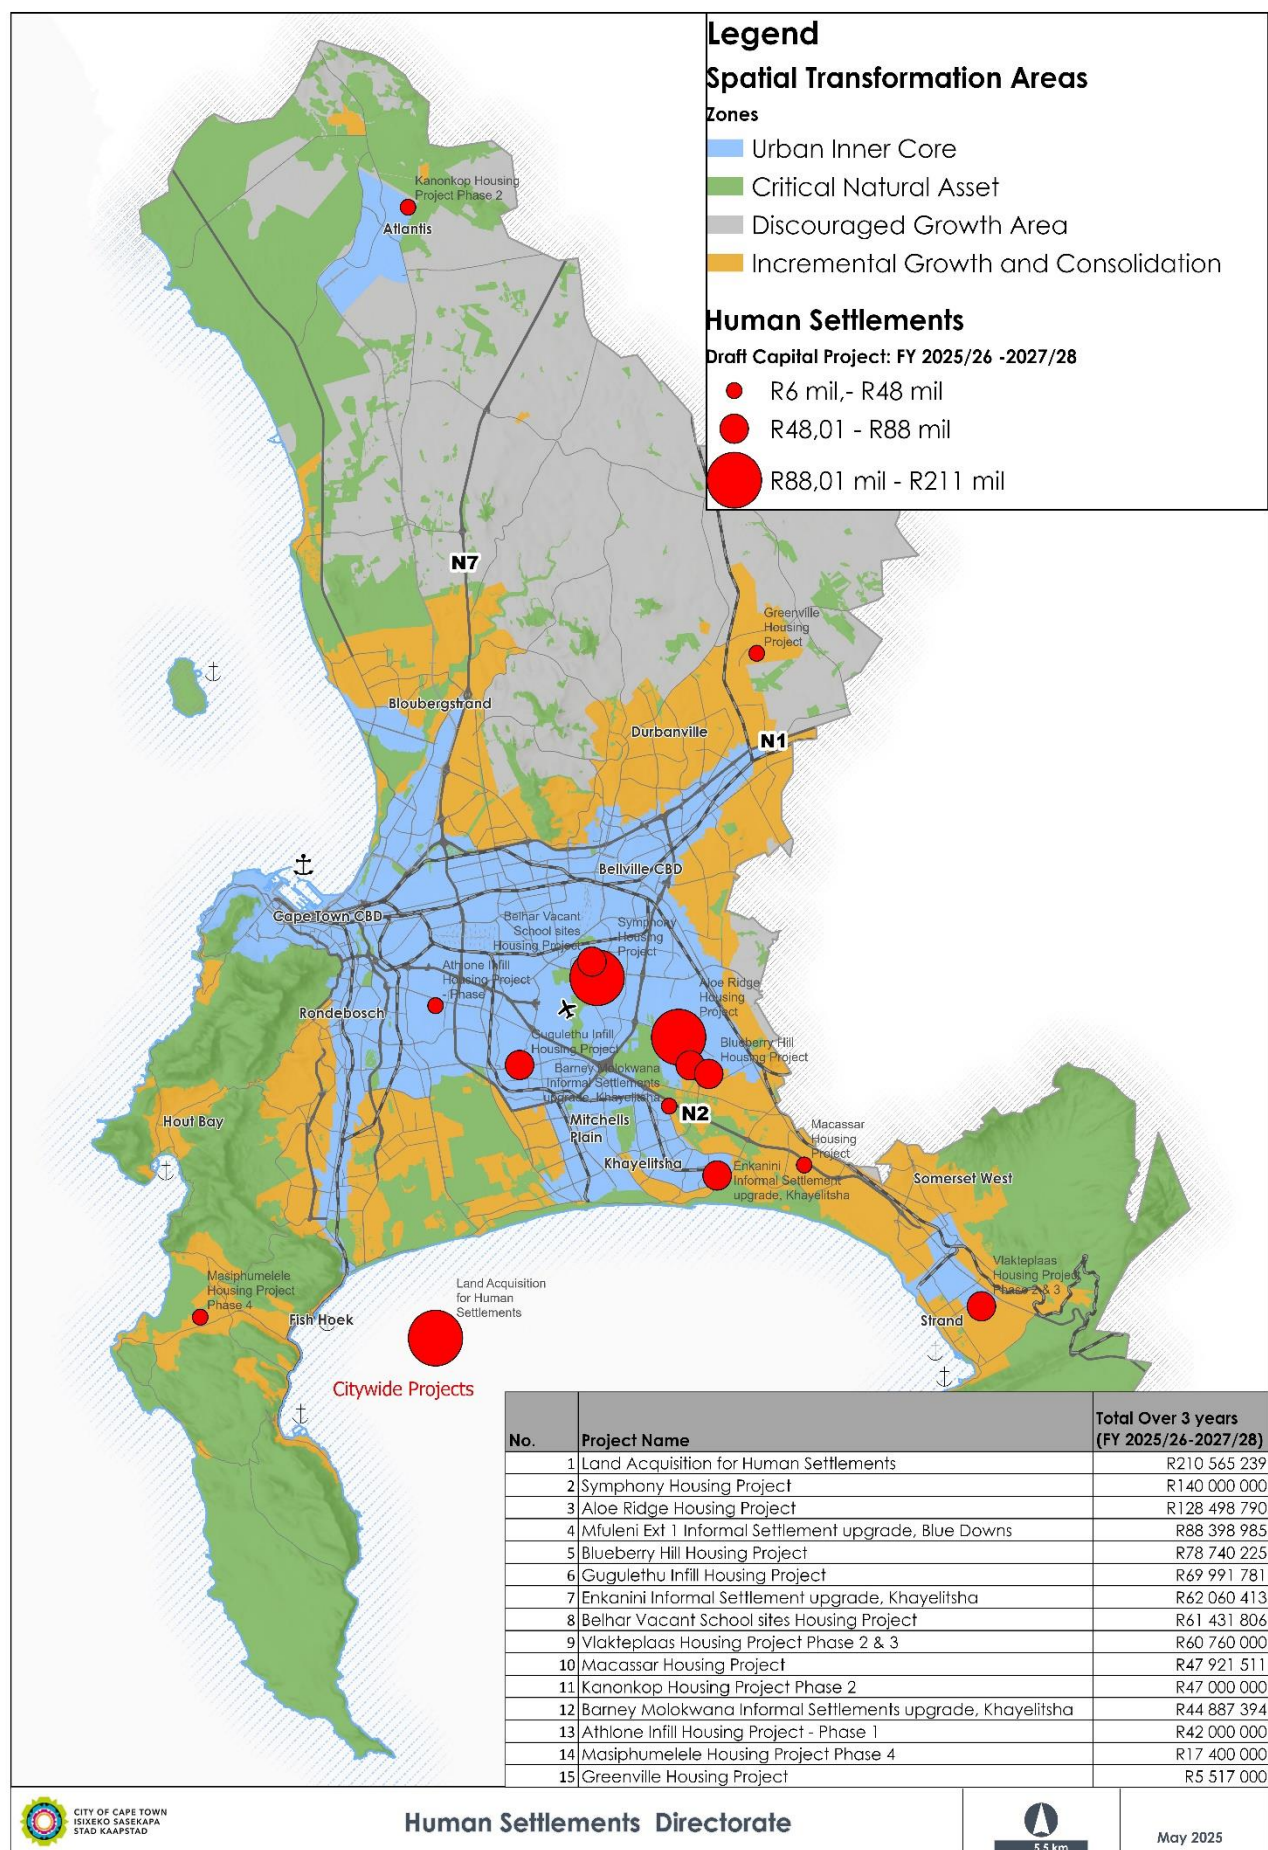 Legend
Spatial Transformation Areas
Zones
Urban Inner Core
Critical Natural Asset
Discouraged Growth Area
Incremental Growth and Consolidation
Human Settlements
Draft Capital Project: FY 2025/26 -2027/28
R6 mil,- R48 mil
R48,01 - R88 mil
R88,01 mil - R211 mil
Kanonkop Housing
Project Phase 2
Atlantis
N7
Greenville
Housing
Project
Bloubergstrand
Durbanville
N1
Bellville CBD
Cape Town CBD
Belhar Vacant
School sites
Housing Project
Symphony
Housing
Project
Athlone Infill
Housing Project
- Phase
Aloe Ridge
Housing
Project
Rondebosch
Gugulethu Infill
Housing Project
Blueberry Hill
Housing Project
Barney Molokwana
Informal Settlements
upgrade, Khayelitsha
N2
Hout Bay
Mitchells
Plain
Macassar
Housing
Project
Khayelitsha
Enkanini
Informal Settlement
upgrade, Khayelitsha
Somerset West
Masiphumelele
Housing Project
Phase 4
Fish Hoek
Land Acquisition
for Human
Settlements
Citywide Projects
Vlakteplaas
Housing Project
Phase 2 & 3
Strand
No. Project Name Total Over 3 years (FY 2025/26-2027/28)
1 Land Acquisition for Human Settlements R210 565 239
2 Symphony Housing Project R140 000 000
3 Aloe Ridge Housing Project R128 498 790
4 Mfuleni Ext 1 Informal Settlement upgrade, Blue Downs R88 398 985
5 Blueberry Hill Housing Project R78 740 225
6 Gugulethu Infill Housing Project R69 991 781
7 Enkanini Informal Settlement upgrade, Khayelitsha R62 060 413
8 Belhar Vacant School sites Housing Project R61 431 806
9 Vlakteplaas Housing Project Phase 2 & 3 R60 760 000
10 Macassar Housing Project R47 921 511
11 Kanonkop Housing Project Phase 2 R47 000 000
12 Barney Molokwana Informal Settlements upgrade, Khayelitsha R44 887 394
13 Athlone Infill Housing Project - Phase 1 R42 000 000
14 Masiphumelele Housing Project Phase 4 R17 400 000
15 Greenville Housing Project R5 517 000
CITY OF CAPE TOWN
ISIXEKO SASEKAPA
STAD KAAPSTAD
Human Settlements Directorate
5.5 km
May 2025